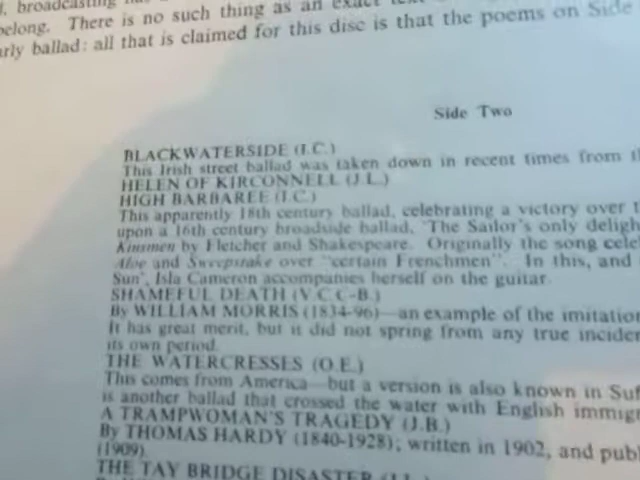 broadcasting has
belong. There is no such thing as an exact text
arly ballad: all that is claimed for this disc is that the poems on Side
Side Two
BLACKWATERSIDE (I.C.)
This Irish street ballad was taken down in recent times from
HELEN OF KIRCONNELL (J.L.)
HIGH BARBAREE (I.C.)
This apparently 18th century ballad, celebrating a victory over
upon a 16th century broadside ballad, 'The Sailor's only deligh
Kinsmen by Fletcher and Shakespeare. Originally the song cele
Aloe and Sweepstake over "certain Frenchmen". In this, and
Sun', Isla Cameron accompanies herself on the guitar.
SHAMEFUL DEATH (V.C.C-B.)
By WILLIAM MORRIS (1834-96)—an example of the imitation
It has great merit, but it did not spring from any true inciden
its own period.
THE WATERCRESSES (O.E.)
This comes from America—but a version is also known in Suf
is another ballad that crossed the water with English immigr
A TRAMPWOMAN'S TRAGEDY (J.B.)
By THOMAS HARDY (1840-1928); written in 1902, and publ
(1909).
THE TAY BRIDGE DISASTER